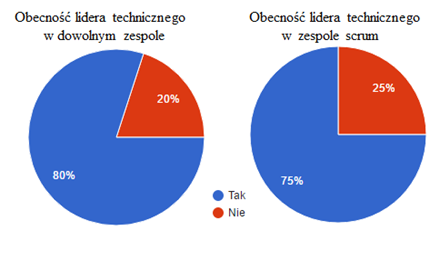 Obecność lidera technicznego
w dowolnym zespole
20%
80%
Obecność lidera technicznego
w zespole scrum
25%
75%
Tak
Nie